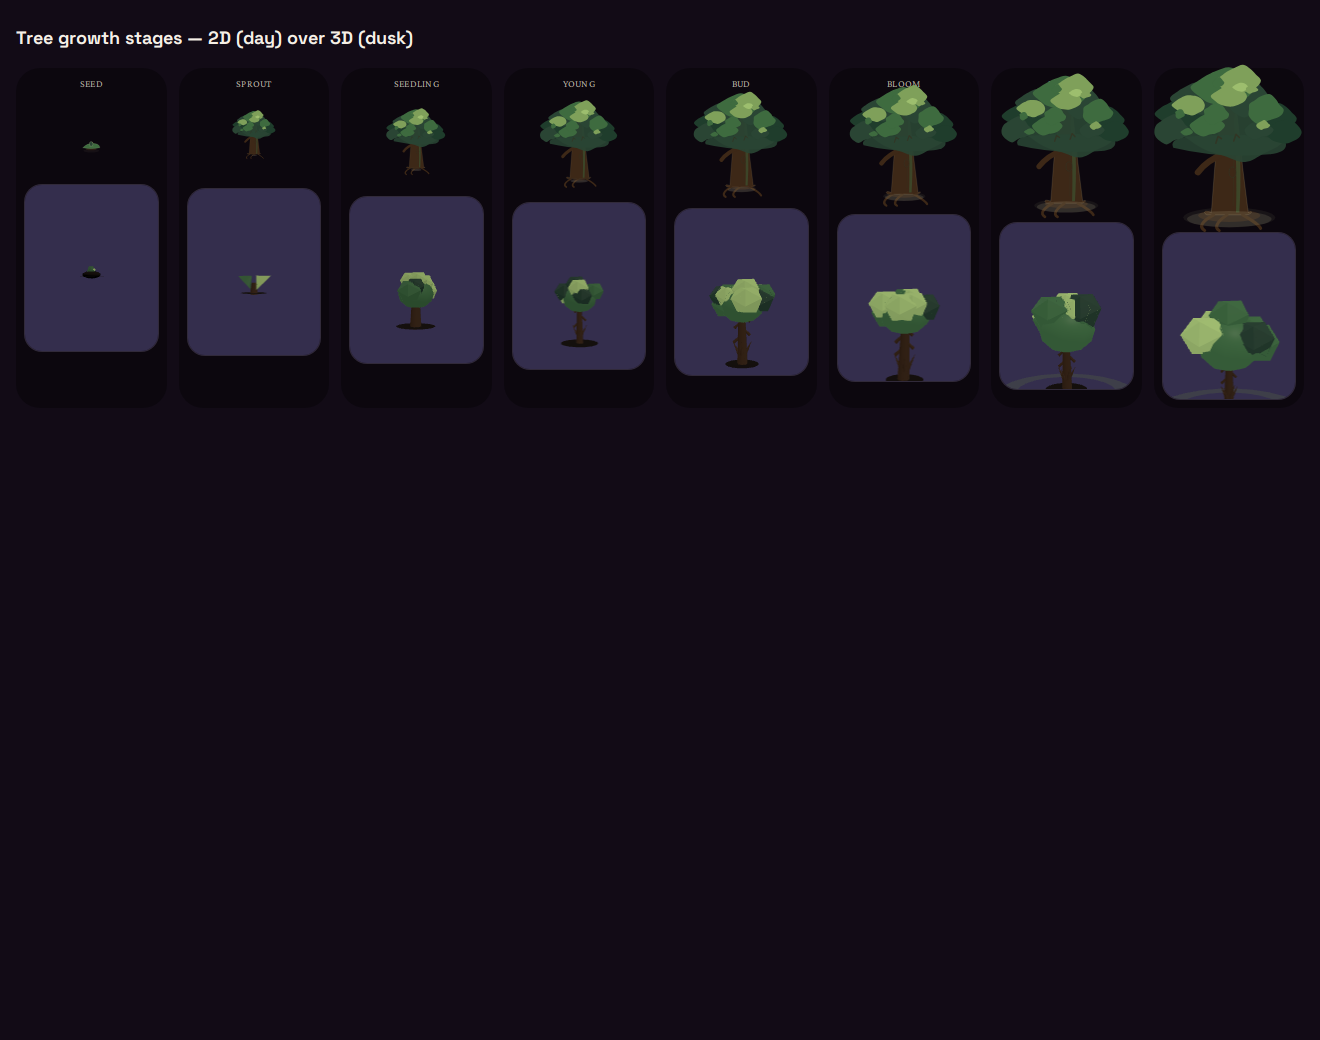 Tree growth stages — 2D (day) over 3D (dusk)
SEED
SPROUT
SEEDLING
YOUNG
BUD
BLOOM